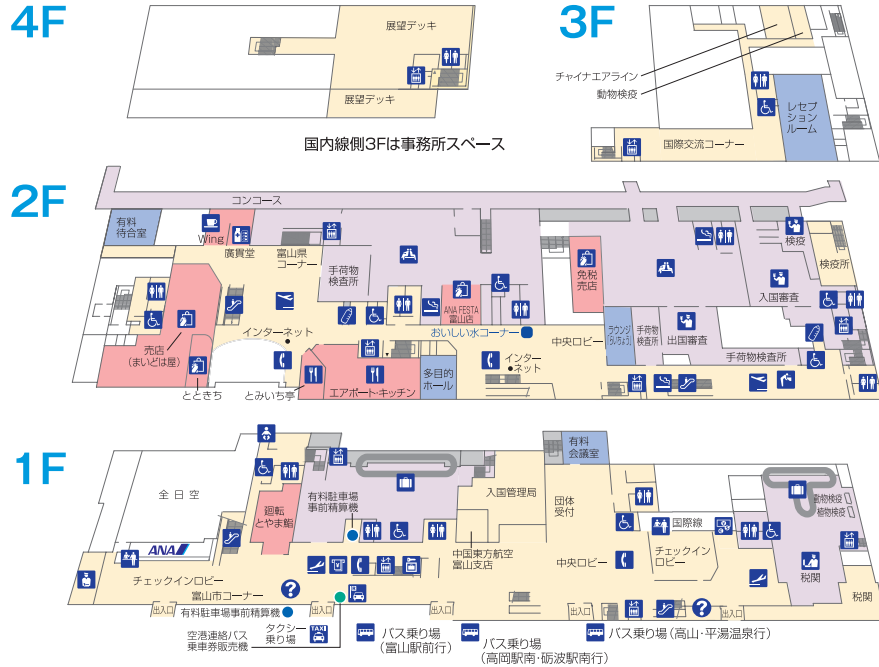 4F
展望デッキ
展望デッキ
国内線側3Fは事務所スペース
3F
チャイナエアライン
動物検疫
レセプ
ション
ルーム
国際交流コーナー
2F
コンコース
有料
待合室
Wing
廣貫堂
富山県
コーナー
手荷物
検査所
ANA FESTA
富山店
おいしい水コーナー
免税
売店
検疫
検疫所
入国審査
出国審査
手荷物
検査所
ラウンジ
(らいちょう)
手荷物検査所
中央ロビー
インター
ネット
インターネット
売店
(まいどは屋)
とときち
とみいち亭
エアポート・キッチン
多目的
ホール
1F
全日空
ANA
廻転
とやま鮨
有料駐車場
事前精算機
入国管理局
中国東方航空
富山支店
有料
会議室
団体
受付
国際線
チェックイン
ロビー
中央ロビー
動物検疫
植物検疫
税関
税関
チェックインロビー
富山市コーナー
出入口
出入口
出入口
出入口
出入口
有料駐車場事前精算機
空港連絡バス
乗車券販売機
タクシー
乗り場
TAXI
バス乗り場
(富山駅前行)
バス乗り場
(高岡駅南・砺波駅南行)
バス乗り場(高山・平湯温泉行)